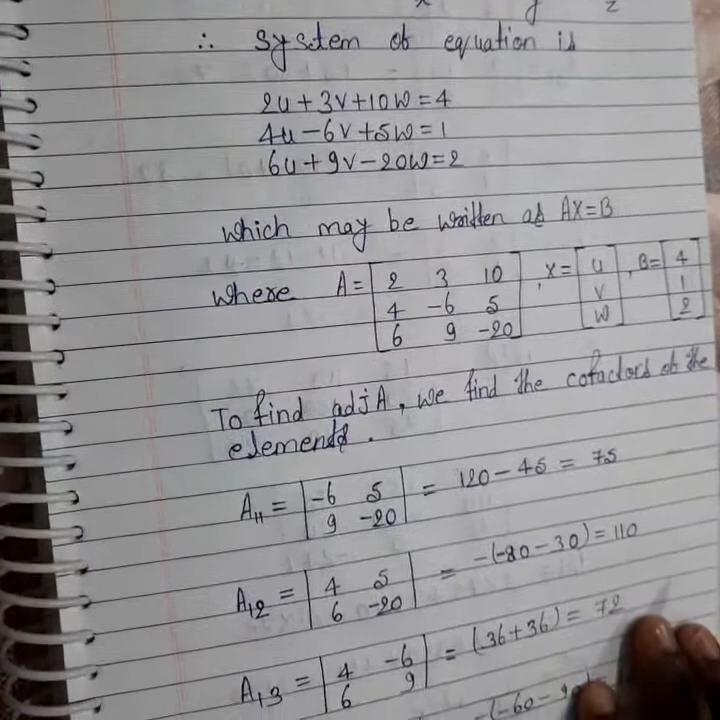 x y z
∴ System of equation is
2u + 3v + 10w = 4
4u - 6v + 5w = 1
6u + 9v - 20w = 2
which may be written as AX = B
where A = [2 3 10; 4 -6 5; 6 9 -20], X = [u; v; w], B = [4; 1; 2]
To find adj A, we find the cofactors of the
elements.
A₁₁ = |-6 5; 9 -20| = 120 - 45 = 75
A₁₂ = |4 5; 6 -20| = -(-80 - 30) = 110
A₁₃ = |4 -6; 6 9| = (36 + 36) = 72
-(-60 - 90) =